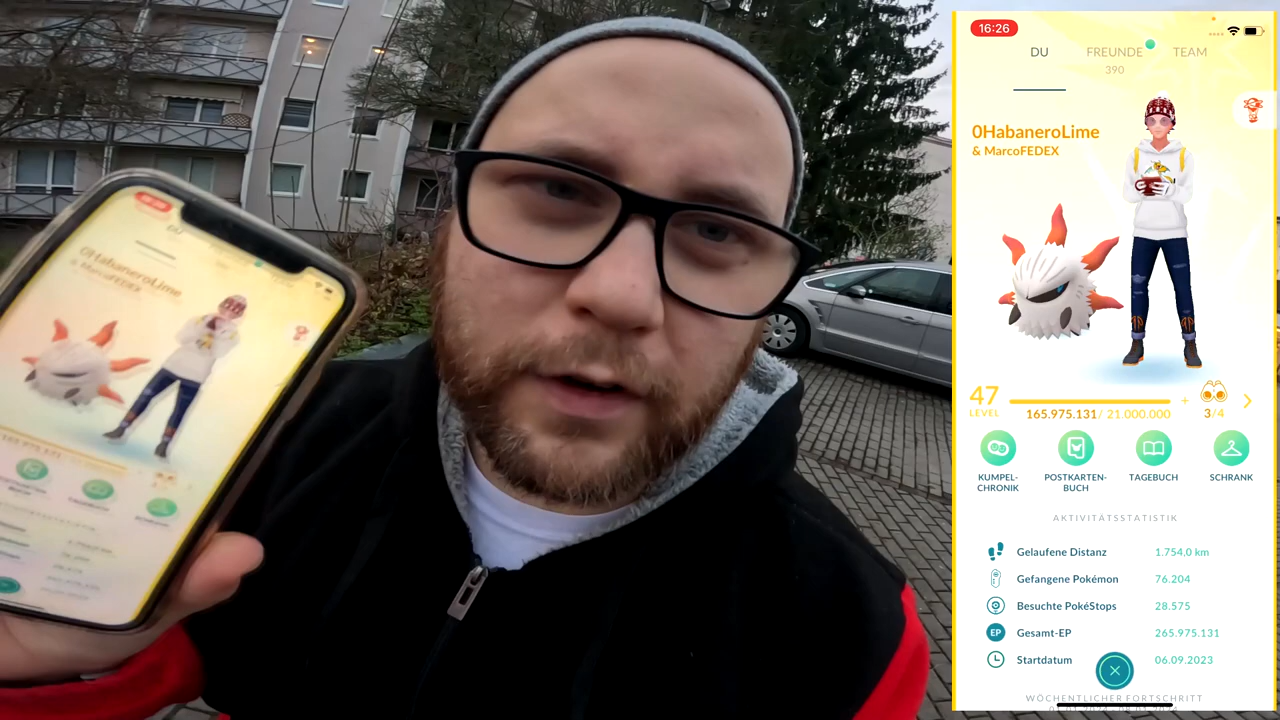 0HabaneroLime
& MarcoFEDEX
16:26
DU
FREUNDE
TEAM
390
0HabaneroLime
& MarcoFEDEX
47
LEVEL
165.975.131/ 21.000.000
+
3/4
KUMPEL-
CHRONIK
POSTKARTEN-
BUCH
TAGEBUCH
SCHRANK
AKTIVITÄTSSTATISTIK
Gelaufene Distanz 1.754,0 km
Gefangene Pokémon 76.204
Besuchte PokéStops 28.575
EP Gesamt-EP 265.975.131
Startdatum 06.09.2023
WÖCHENTLICHER FORTSCHRITT